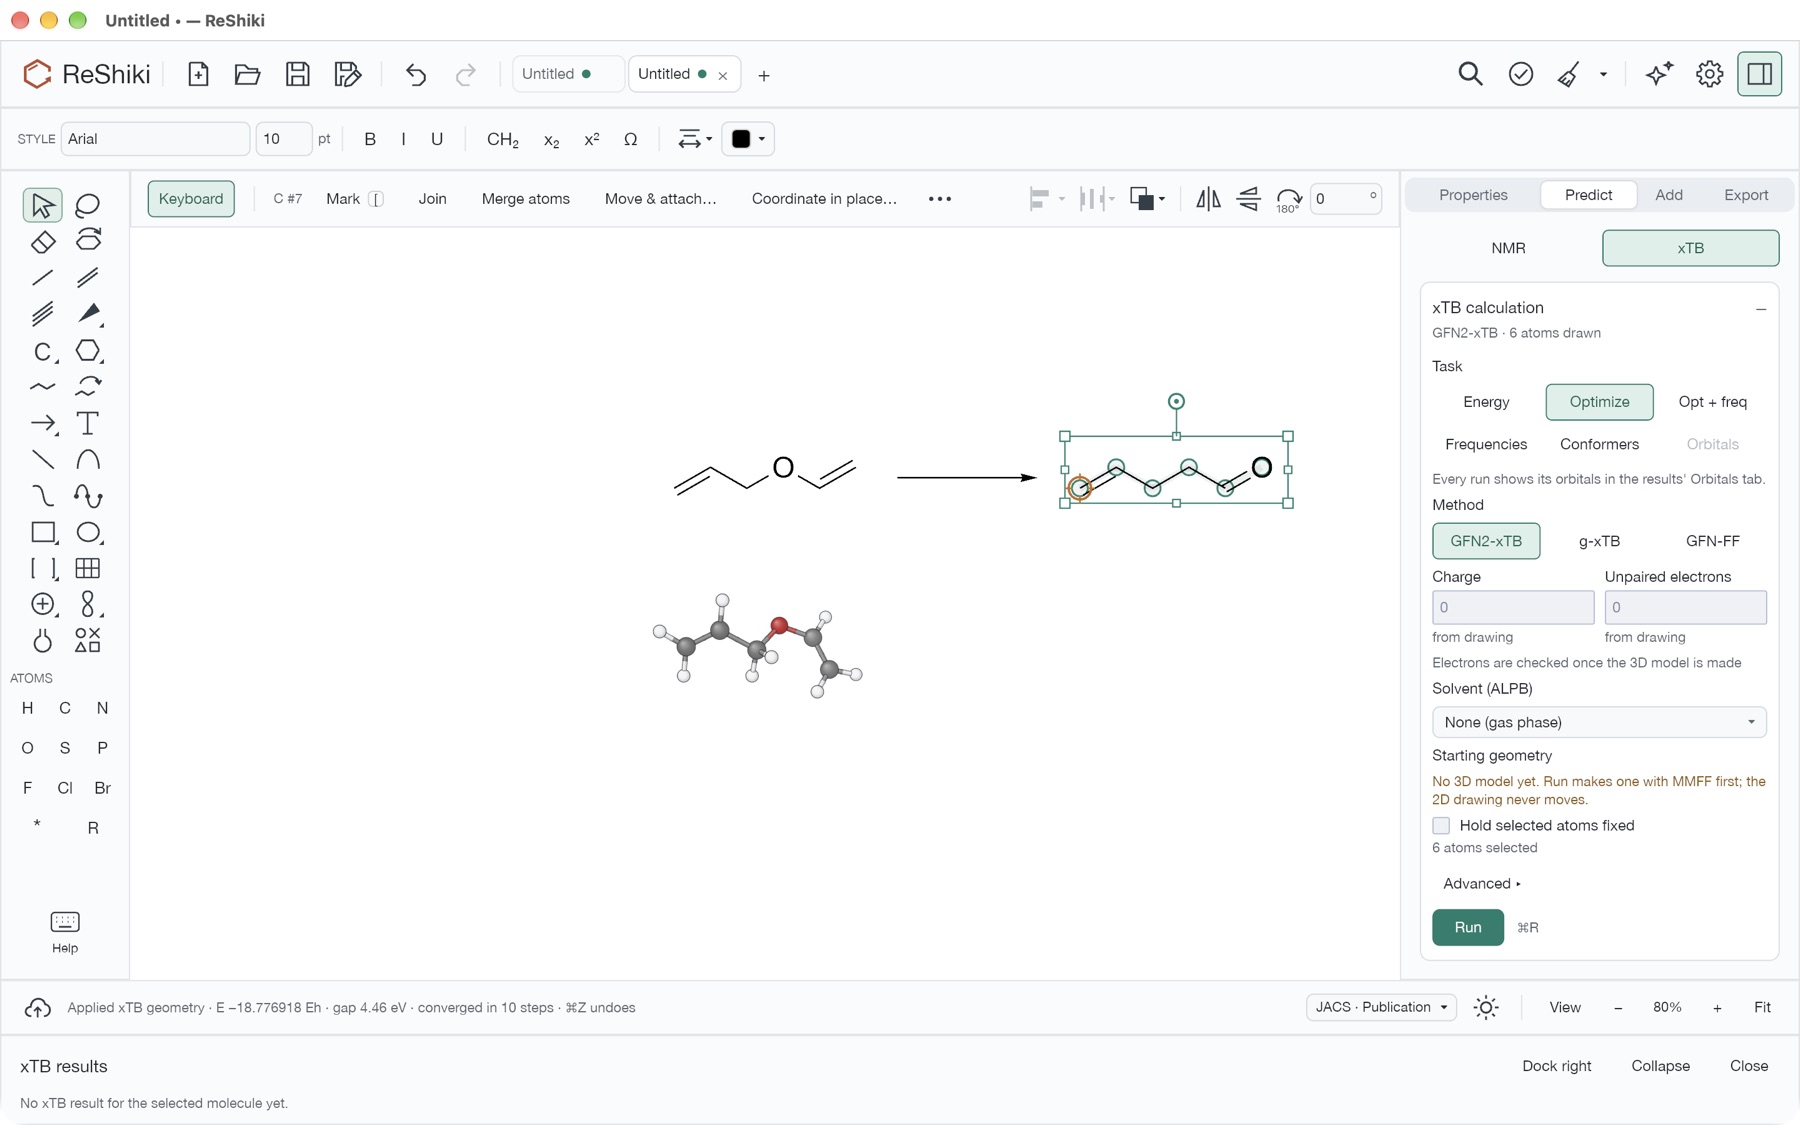 Untitled • — ReShiki
ReShiki
Untitled
Untitled
STYLE
Arial
10
pt
B I U
CH₂ x₂ x² Ω
Keyboard
C #7
Mark [
Join
Merge atoms
Move & attach…
Coordinate in place…
180°
0 °
Properties
Predict
Add
Export
NMR
xTB
xTB calculation
GFN2-xTB · 6 atoms drawn
Task
Energy
Optimize
Opt + freq
Frequencies
Conformers
Orbitals
Every run shows its orbitals in the results' Orbitals tab.
Method
GFN2-xTB
g-xTB
GFN-FF
Charge
Unpaired electrons
0
0
from drawing
from drawing
Electrons are checked once the 3D model is made
Solvent (ALPB)
None (gas phase)
Starting geometry
No 3D model yet. Run makes one with MMFF first; the
2D drawing never moves.
Hold selected atoms fixed
6 atoms selected
Advanced
Run
⌘R
C
T
ATOMS
H C N
O S P
F Cl Br
* R
Help
O
O
Applied xTB geometry · E −18.776918 Eh · gap 4.46 eV · converged in 10 steps · ⌘Z undoes
JACS · Publication
View
− 80% +
Fit
xTB results
Dock right
Collapse
Close
No xTB result for the selected molecule yet.